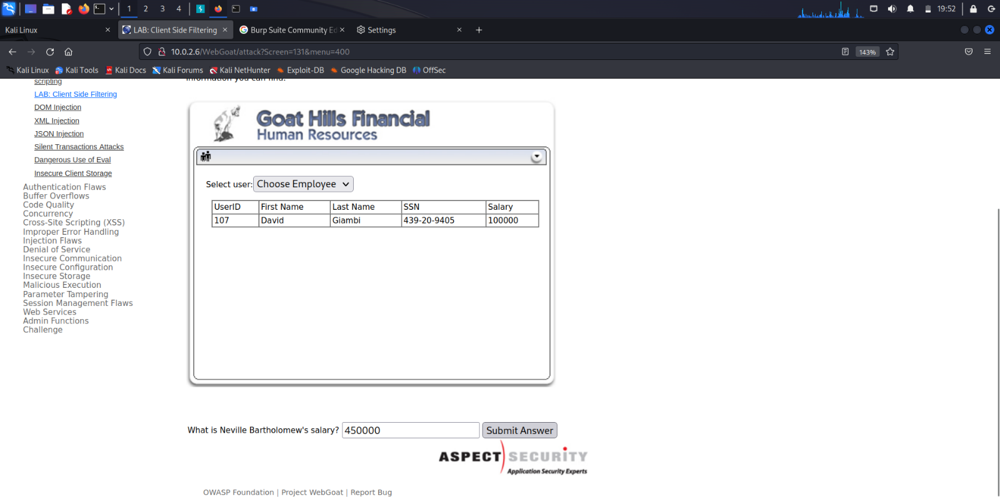 1 2 3 4 19:52
Kali Linux LAB: Client Side Filtering Burp Suite Community Ed Settings
10.0.2.6/WebGoat/attack?Screen=131&menu=400 143%
Kali Linux Kali Tools Kali Docs Kali Forums Kali NetHunter Exploit-DB Google Hacking DB OffSec
scripting
LAB: Client Side Filtering
DOM Injection
XML Injection
JSON Injection
Silent Transactions Attacks
Dangerous Use of Eval
Insecure Client Storage
Authentication Flaws
Buffer Overflows
Code Quality
Concurrency
Cross-Site Scripting (XSS)
Improper Error Handling
Injection Flaws
Denial of Service
Insecure Communication
Insecure Configuration
Insecure Storage
Malicious Execution
Parameter Tampering
Session Management Flaws
Web Services
Admin Functions
Challenge
information you can find.
Goat Hills Financial
Human Resources
Select user: Choose Employee
UserID First Name Last Name SSN Salary
107 David Giambi 439-20-9405 100000
What is Neville Bartholomew's salary? 450000 Submit Answer
ASPECT SECURITY
Application Security Experts
OWASP Foundation | Project WebGoat | Report Bug